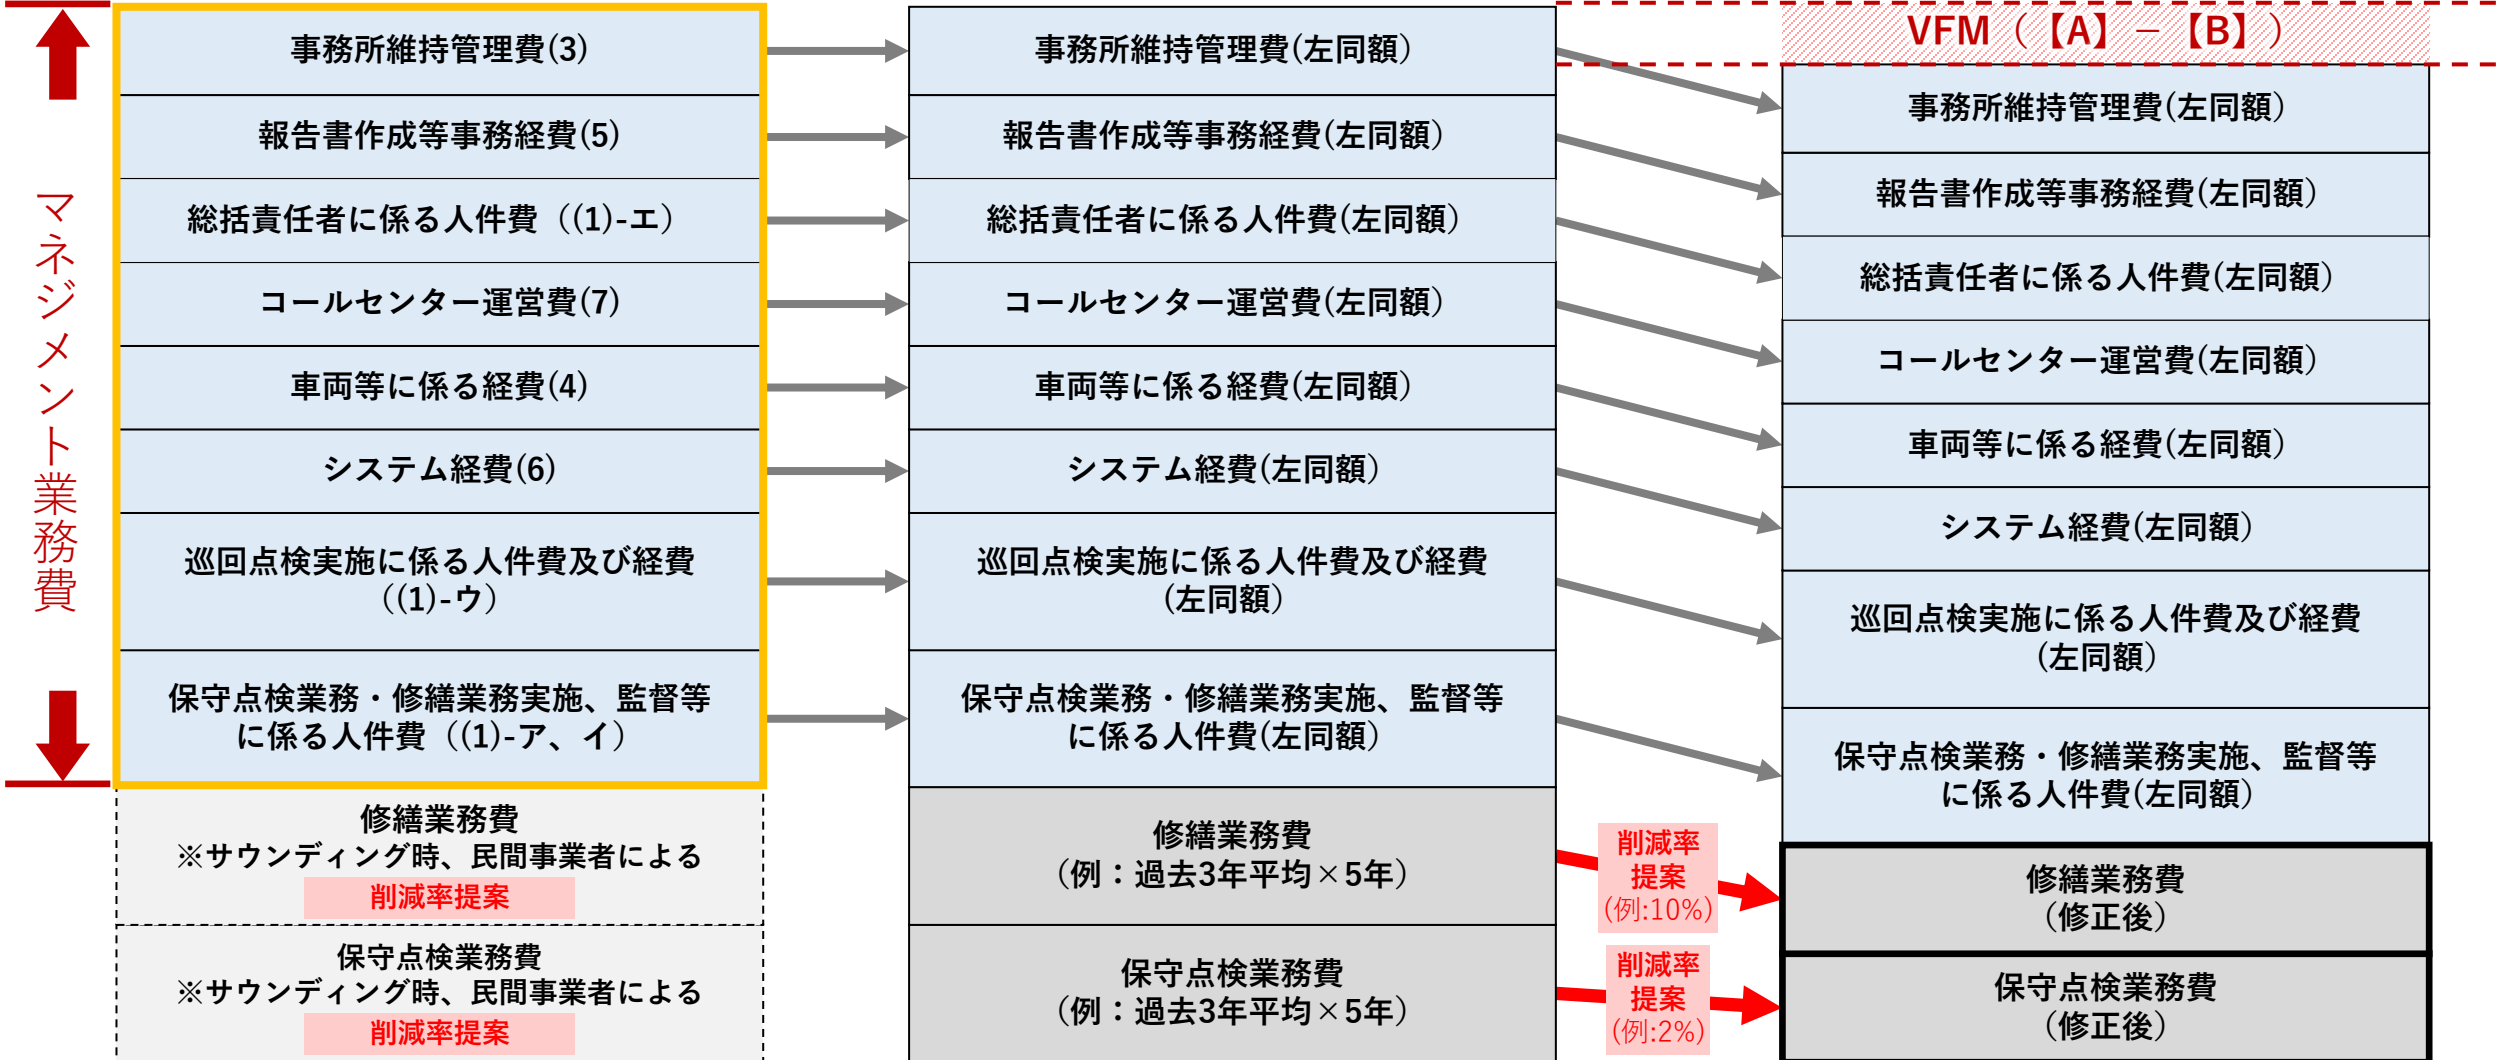 マネジメント業務費
事務所維持管理費(3)
報告書作成等事務経費(5)
総括責任者に係る人件費（(1)-エ）
コールセンター運営費(7)
車両等に係る経費(4)
システム経費(6)
巡回点検実施に係る人件費及び経費
（(1)-ウ）
保守点検業務・修繕業務実施、監督等
に係る人件費（(1)-ア、イ）
修繕業務費
※サウンディング時、民間事業者による
削減率提案
保守点検業務費
※サウンディング時、民間事業者による
削減率提案
事務所維持管理費(左同額）
報告書作成等事務経費(左同額）
総括責任者に係る人件費(左同額）
コールセンター運営費(左同額）
車両等に係る経費(左同額）
システム経費(左同額）
巡回点検実施に係る人件費及び経費
(左同額）
保守点検業務・修繕業務実施、監督等
に係る人件費(左同額）
修繕業務費
（例：過去3年平均×5年）
保守点検業務費
（例：過去3年平均×5年）
削減率
提案
(例:10%)
削減率
提案
(例:2%)
VFM（【A】－【B】）
事務所維持管理費(左同額）
報告書作成等事務経費(左同額）
総括責任者に係る人件費(左同額）
コールセンター運営費(左同額）
車両等に係る経費(左同額）
システム経費(左同額）
巡回点検実施に係る人件費及び経費
(左同額）
保守点検業務・修繕業務実施、監督等
に係る人件費(左同額）
修繕業務費
（修正後）
保守点検業務費
（修正後）